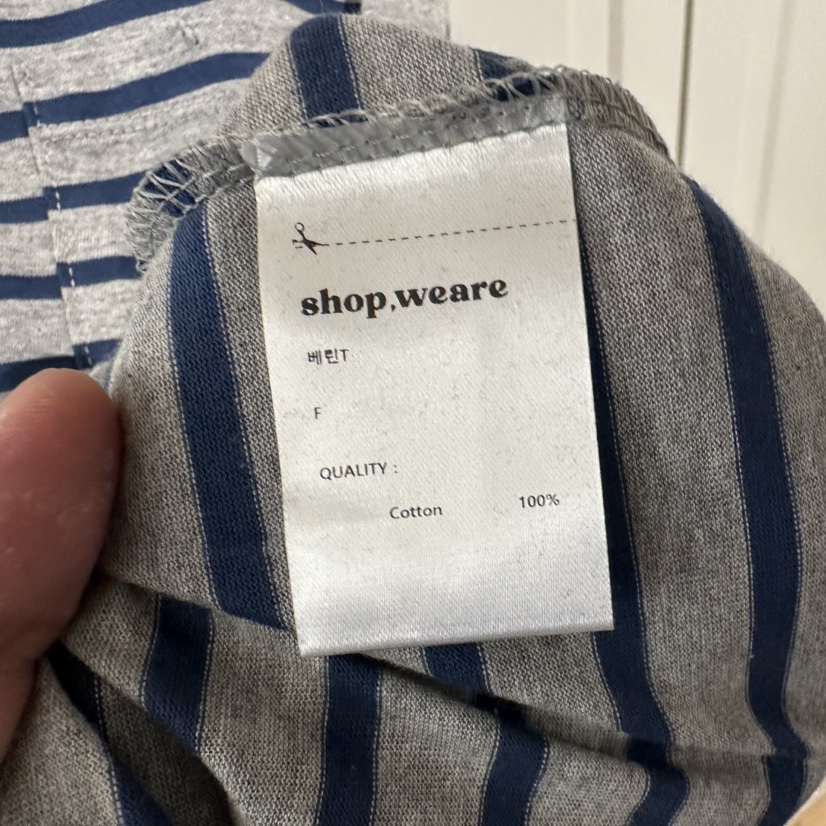 shop,weare
베린T
F
QUALITY :
Cotton 100%